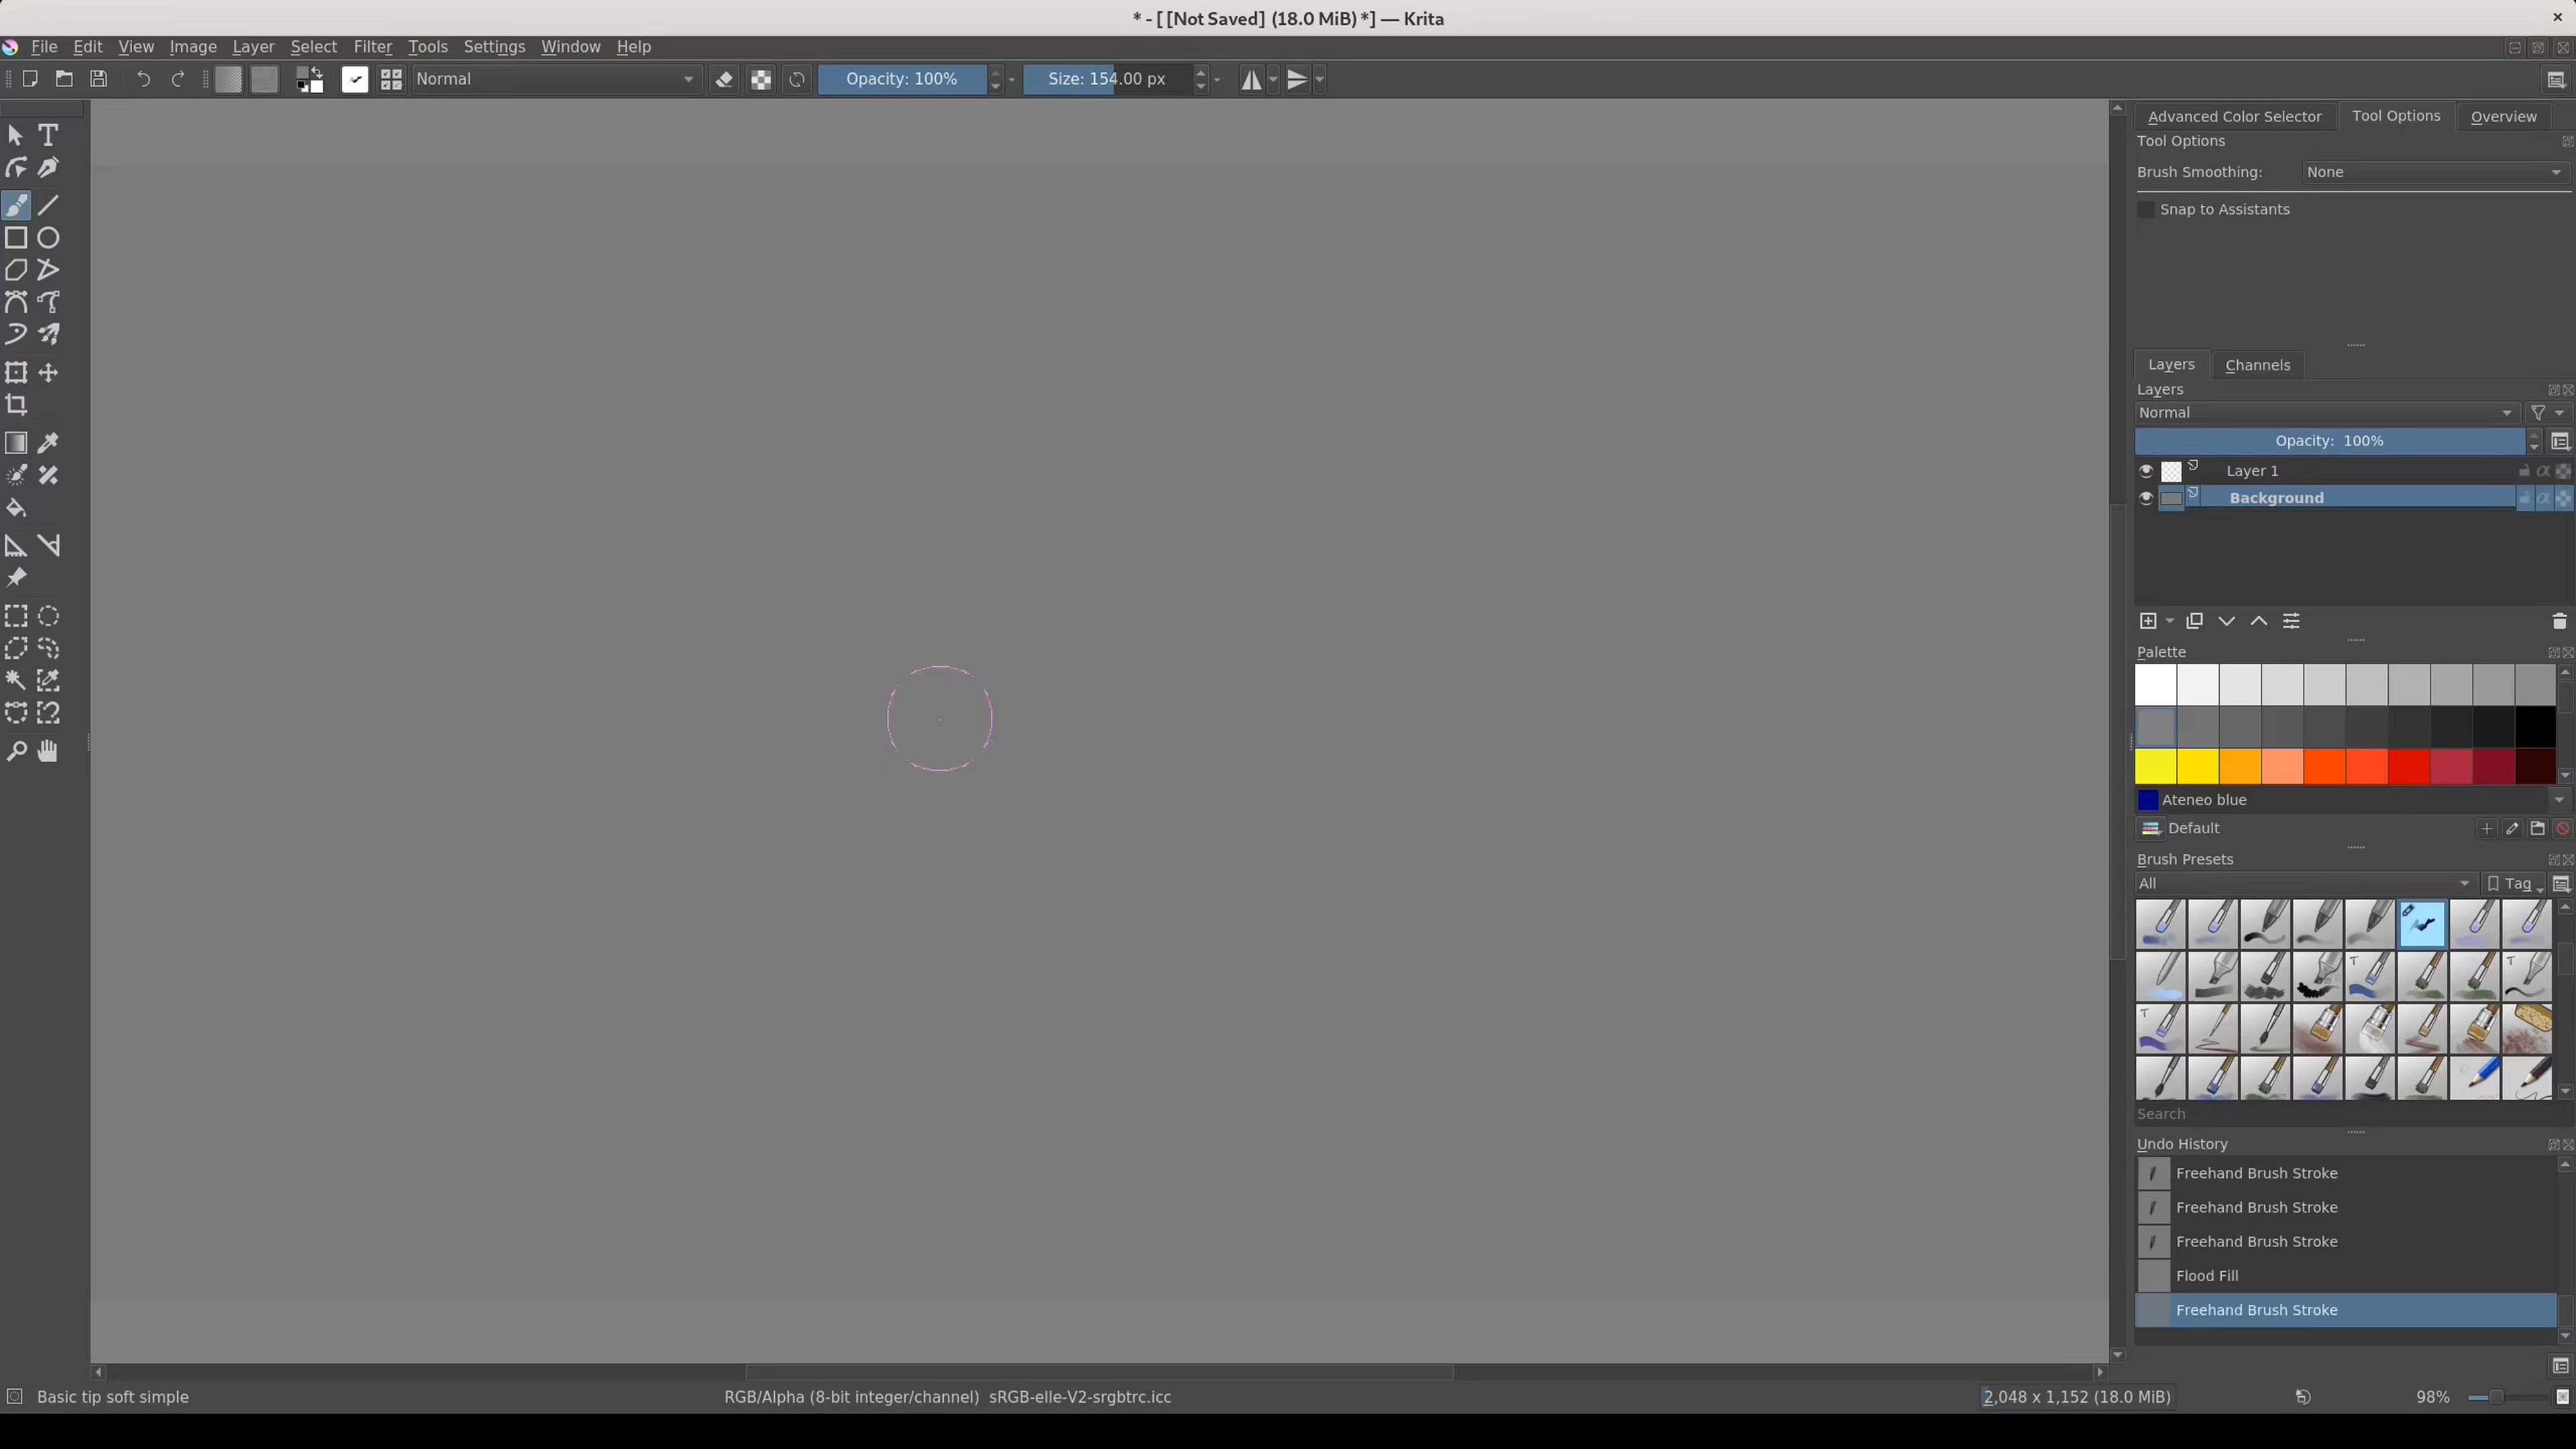 * - [ [Not Saved] (18.0 MiB) *] — Krita
File Edit View Image Layer Select Filter Tools Settings Window Help
Normal Opacity: 100% Size: 154.00 px
Advanced Color Selector Tool Options Overview
Tool Options
Brush Smoothing: None
Snap to Assistants
Layers Channels
Layers
Normal
Opacity: 100%
Layer 1
Background
Palette
Ateneo blue
Default
Brush Presets
All Tag
Search
Undo History
Freehand Brush Stroke
Freehand Brush Stroke
Freehand Brush Stroke
Flood Fill
Freehand Brush Stroke
Basic tip soft simple RGB/Alpha (8-bit integer/channel) sRGB-elle-V2-srgbtrc.icc 2,048 x 1,152 (18.0 MiB) 98%